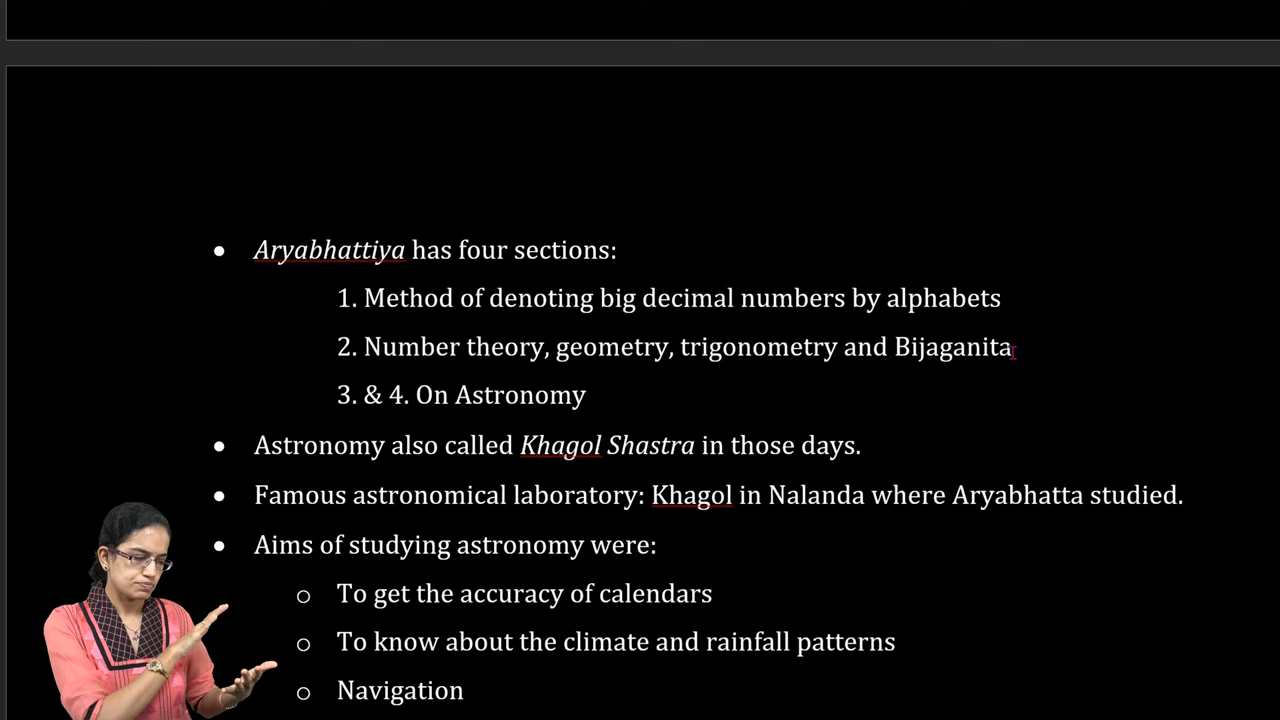 • Aryabhattiya has four sections:
1. Method of denoting big decimal numbers by alphabets
2. Number theory, geometry, trigonometry and Bijaganita
3. & 4. On Astronomy
• Astronomy also called Khagol Shastra in those days.
• Famous astronomical laboratory: Khagol in Nalanda where Aryabhatta studied.
• Aims of studying astronomy were:
o To get the accuracy of calendars
o To know about the climate and rainfall patterns
o Navigation